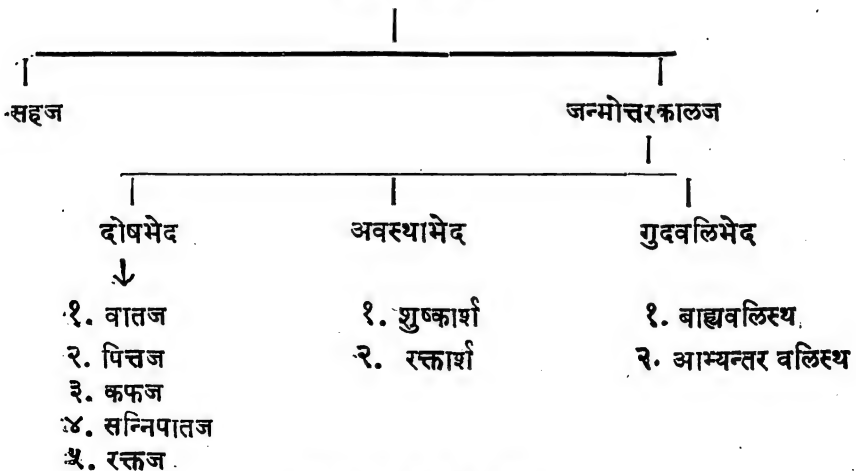 सहज जन्मोत्तरकालज
दोषभेद अवस्थाभेद गुदवलिभेद
१. वातज १. शुष्कार्श १. बाह्यवलिस्थ
२. पित्तज २. रक्तार्श २. आभ्यन्तर वलिस्थ
३. कफज
४. सन्निपातज
५. रक्तज